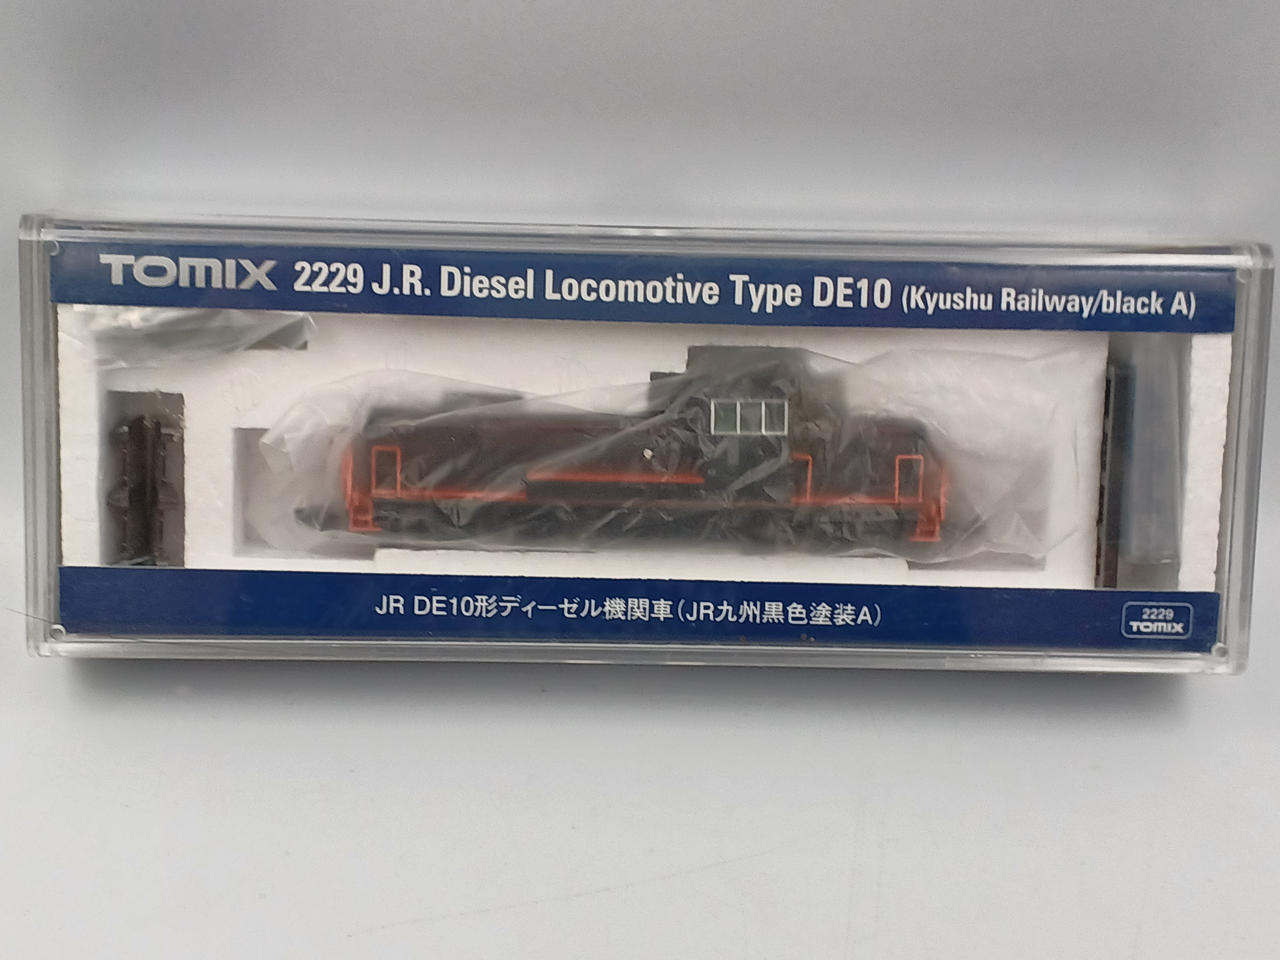 TOMIX 2229 J.R. Diesel Locomotive Type DE10 (Kyushu Railway/black A)
JR DE10形ディーゼル機関車(JR九州黒色塗装A)
2229
TOMIX